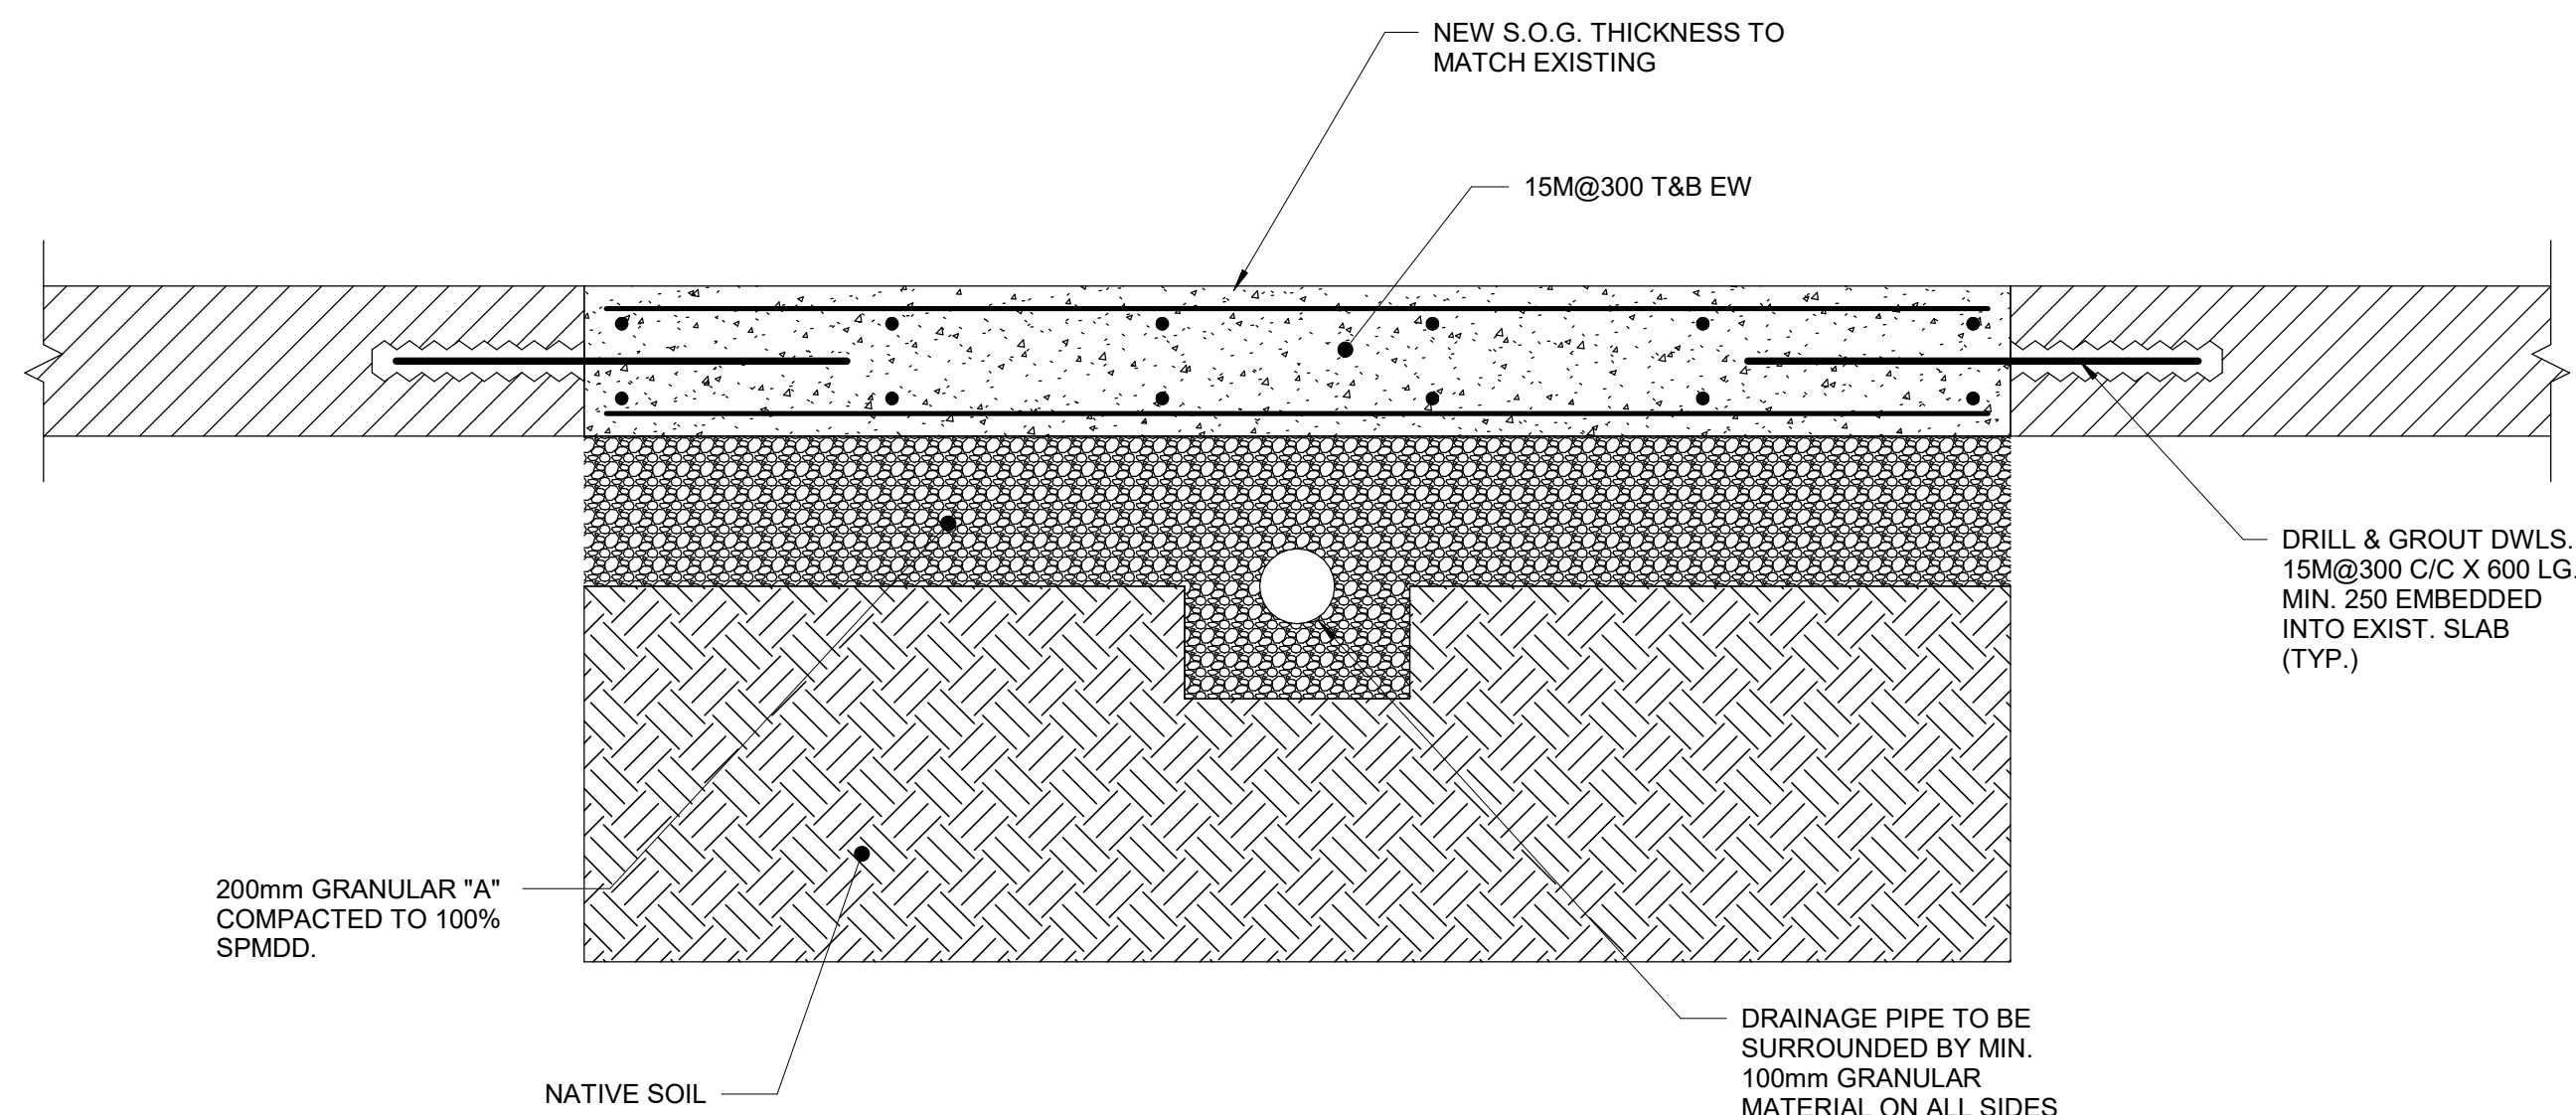 NEW S.O.G. THICKNESS TO
MATCH EXISTING
15M@300 T&B EW
DRILL & GROUT DWLS.
15M@300 C/C X 600 LG.
MIN. 250 EMBEDDED
INTO EXIST. SLAB
(TYP.)
200mm GRANULAR "A"
COMPACTED TO 100%
SPMDD.
DRAINAGE PIPE TO BE
SURROUNDED BY MIN.
100mm GRANULAR
MATERIAL ON ALL SIDES
NATIVE SOIL